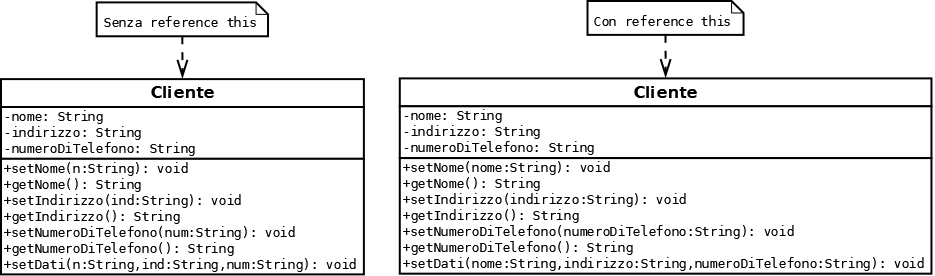 Senza reference this
Cliente
-nome: String
-indirizzo: String
-numeroDiTelefono: String
+setNome(n:String): void
+getNome(): String
+setIndirizzo(ind:String): void
+getIndirizzo(): String
+setNumeroDiTelefono(num:String): void
+getNumeroDiTelefono(): String
+setDati(n:String,ind:String,num:String): void
Con reference this
Cliente
-nome: String
-indirizzo: String
-numeroDiTelefono: String
+setNome(nome:String): void
+getNome(): String
+setIndirizzo(indirizzo:String): void
+getIndirizzo(): String
+setNumeroDiTelefono(numeroDiTelefono:String): void
+getNumeroDiTelefono(): String
+setDati(nome:String,indirizzo:String,numeroDiTelefono:String): void